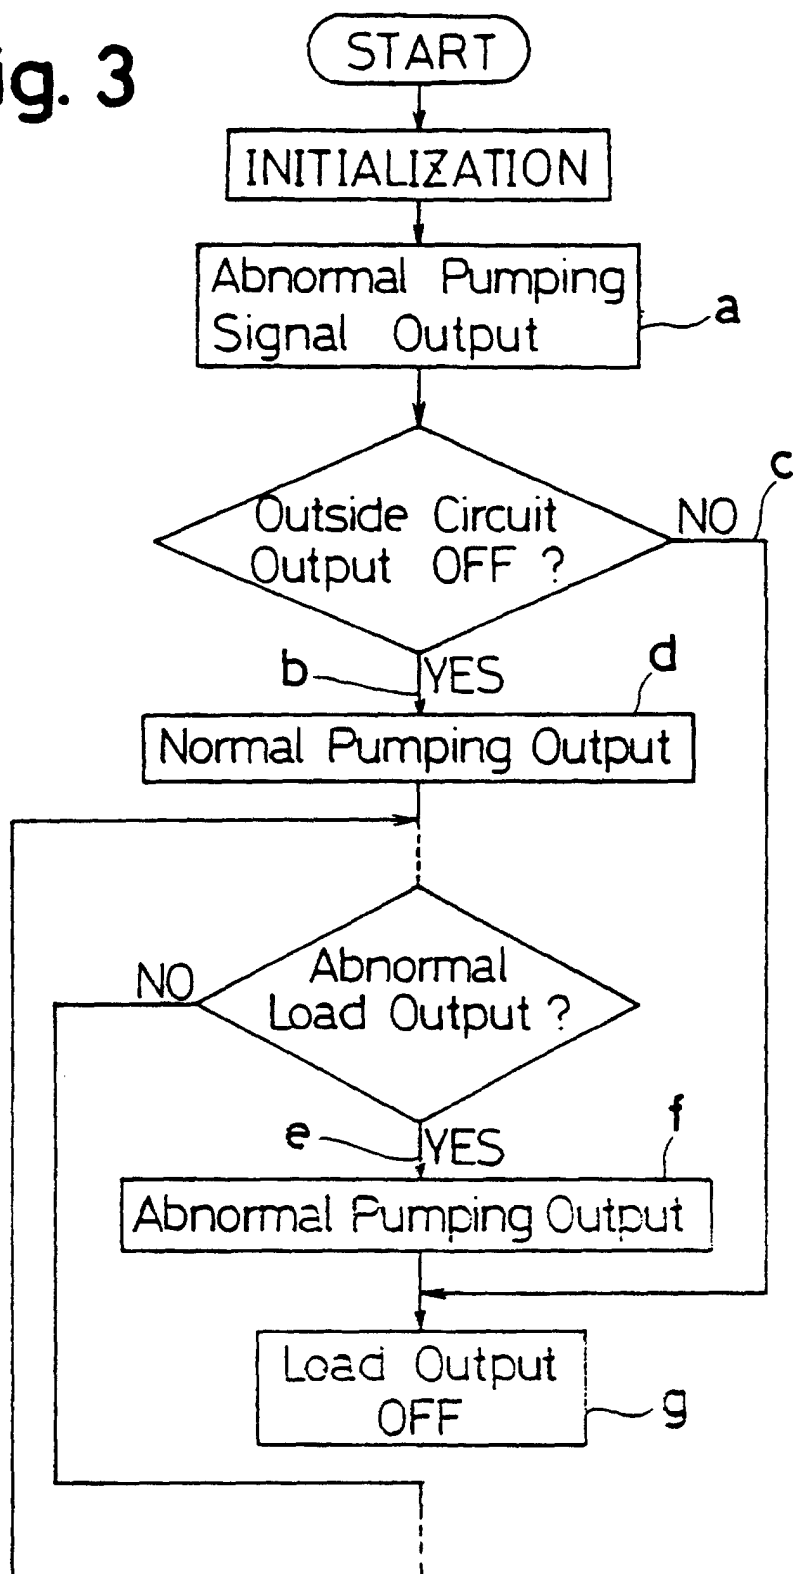 ig. 3
START
INITIALIZATION
Abnormal Pumping
Signal Output
a
Outside Circuit
Output OFF ?
NO
c
b
YES
d
Normal Pumping Output
NO
Abnormal
Load Output ?
e
YES
f
Abnormal Pumping Output
Load Output
OFF
g